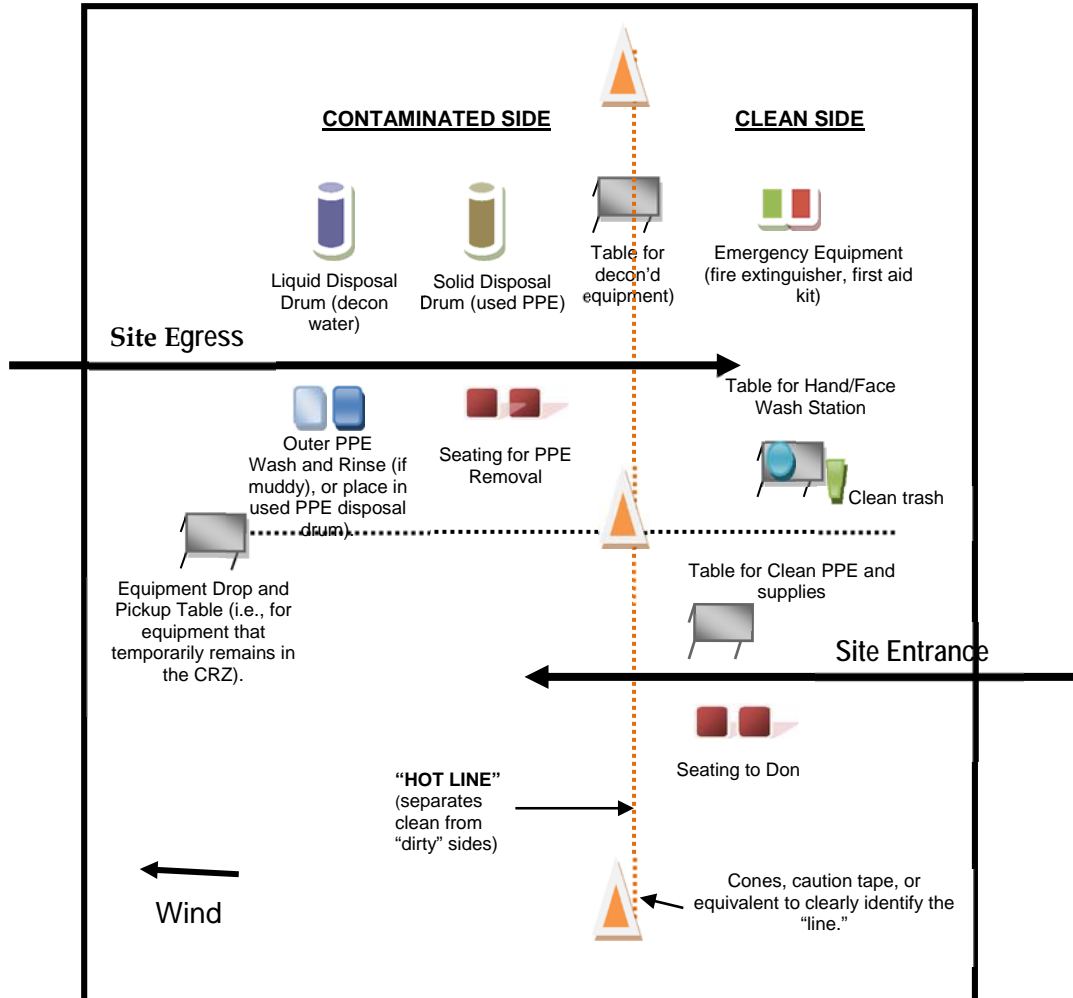 CONTAMINATED SIDE
CLEAN SIDE
Liquid Disposal
Drum (decon
water)
Solid Disposal
Drum (used PPE)
Table for
decon'd
equipment)
Emergency Equipment
(fire extinguisher, first aid
kit)
Site Egress
Outer PPE
Wash and Rinse (if
muddy), or place in
used PPE disposal
drum).
Seating for PPE
Removal
Table for Hand/Face
Wash Station
Clean trash
Equipment Drop and
Pickup Table (i.e., for
equipment that
temporarily remains in
the CRZ).
Table for Clean PPE and
supplies
Site Entrance
Seating to Don
“HOT LINE”
(separates
clean from
“dirty” sides)
Wind
Cones, caution tape, or
equivalent to clearly identify the
“line.”